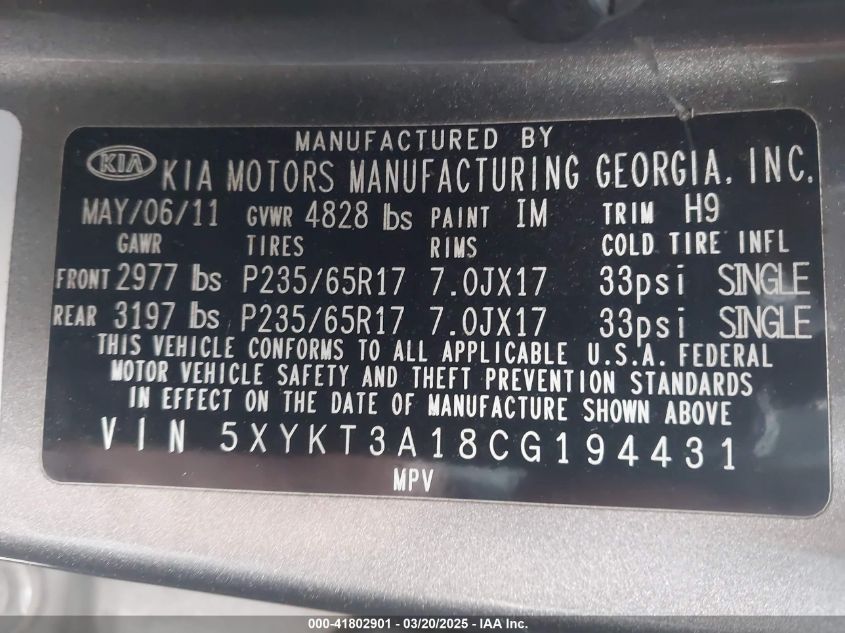 MANUFACTURED BY
KIA KIA MOTORS MANUFACTURING GEORGIA, INC.
MAY/06/11 GVWR 4828 lbs PAINT IM TRIM H9
GAWR TIRES RIMS COLD TIRE INFL
FRONT 2977 lbs P235/65R17 7.0JX17 33psi SINGLE
REAR 3197 lbs P235/65R17 7.0JX17 33psi SINGLE
THIS VEHICLE CONFORMS TO ALL APPLICABLE U.S.A. FEDERAL
MOTOR VEHICLE SAFETY AND THEFT PREVENTION STANDARDS
IN EFFECT ON THE DATE OF MANUFACTURE SHOWN ABOVE
VIN 5XYKT3A18CG194431
MPV
000-41802901 - 03/20/2025 - IAA Inc.